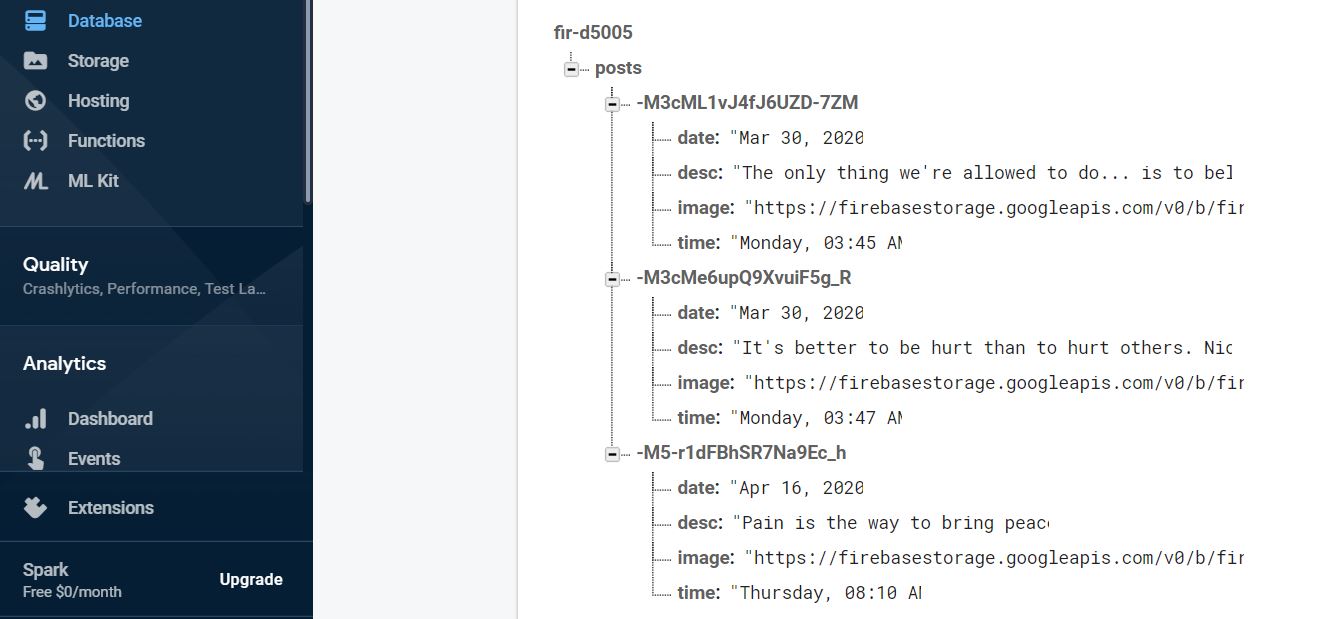 Database
Storage
Hosting
Functions
ML Kit
Quality
Crashlytics, Performance, Test La...
Analytics
Dashboard
Events
Extensions
Spark
Free $0/month
Upgrade
fir-d5005
posts
-M3cML1vJ4fJ6UZD-7ZM
date: "Mar 30, 2020
desc: "The only thing we're allowed to do... is to bel
image: "https://firebasestorage.googleapis.com/v0/b/fir
time: "Monday, 03:45 AM
-M3cMe6upQ9XvuiF5g_R
date: "Mar 30, 2020
desc: "It's better to be hurt than to hurt others. Nic
image: "https://firebasestorage.googleapis.com/v0/b/fir
time: "Monday, 03:47 AM
-M5-r1dFBhSR7Na9Ec_h
date: "Apr 16, 2020
desc: "Pain is the way to bring peace
image: "https://firebasestorage.googleapis.com/v0/b/fir
time: "Thursday, 08:10 AM